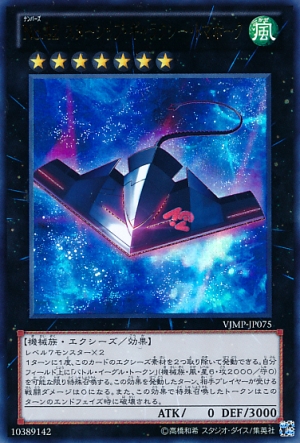 ナンバーズ
風
42
VJMP-JP075
【機械族・エクシーズ/効果】
レベル7モンスター×2
1ターンに1度、このカードのエクシーズ素材を2つ取り除いて発動できる。自分
フィールド上に「バトル・イーグル・トークン」(機械族・風・星6・攻2000/守0)
を可能な限り特殊召喚する。この効果を発動したターン、相手プレイヤーが受ける
戦闘ダメージは0になる。また、この効果で特殊召喚したトークンはこの
ターンのエンドフェイズ時に破壊される。
ATK/ 0 DEF/3000
10389142
©高橋和希 スタジオ・ダイス/集英社